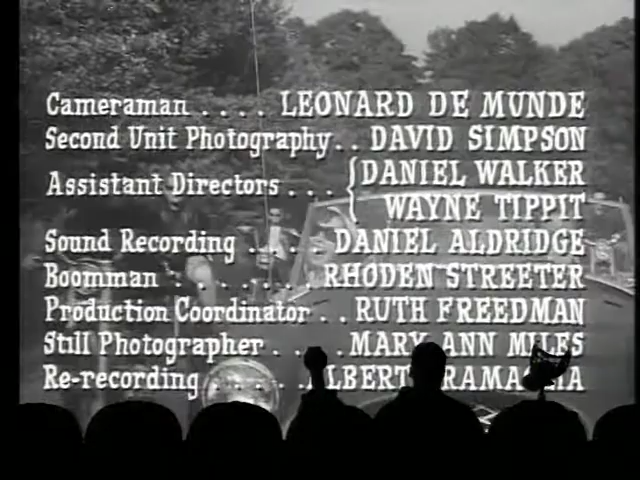 Cameraman . . . . LEONARD DE MUNDE
Second Unit Photography . . DAVID SIMPSON
Assistant Directors . . . { DANIEL WALKER
WAYNE TIPPIT
Sound Recording . . . . . DANIEL ALDRIDGE
Boomman . . . . . . . RHODEN STREETER
Production Coordinator . . RUTH FREEDMAN
Still Photographer . . . . MARY ANN MILES
Re-recording . . . . .